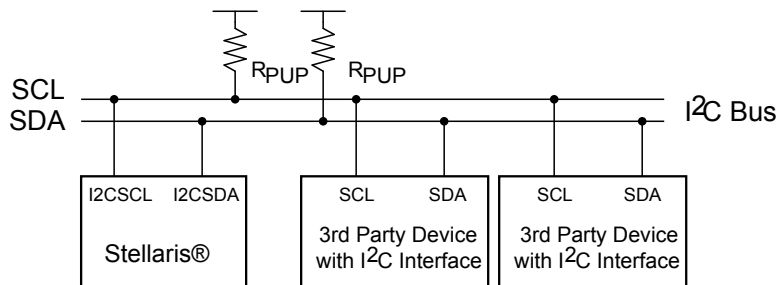 RPUP RPUP
SCL
SDA
I²C Bus
I2CSCL I2CSDA SCL SDA SCL SDA
Stellaris®
3rd Party Device
with I²C Interface
3rd Party Device
with I²C Interface